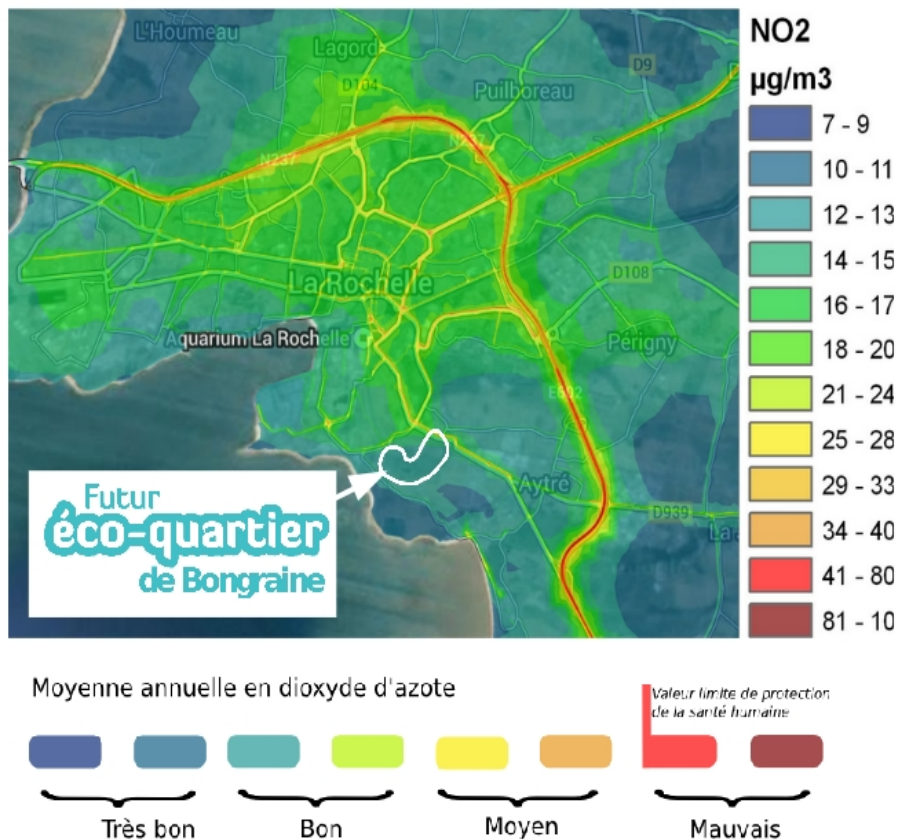 L'Houmeau
Lagord
D104
Puilboreau
D9
N237
N237
La Rochelle
D108
Aquarium La Rochelle
Périgny
E602
Aytré
D939
La
Futur
éco-quartier
de Bongraine
NO2
µg/m3
7 - 9
10 - 11
12 - 13
14 - 15
16 - 17
18 - 20
21 - 24
25 - 28
29 - 33
34 - 40
41 - 80
81 - 10
Moyenne annuelle en dioxyde d'azote
Valeur limite de protection
de la santé humaine
Très bon
Bon
Moyen
Mauvais